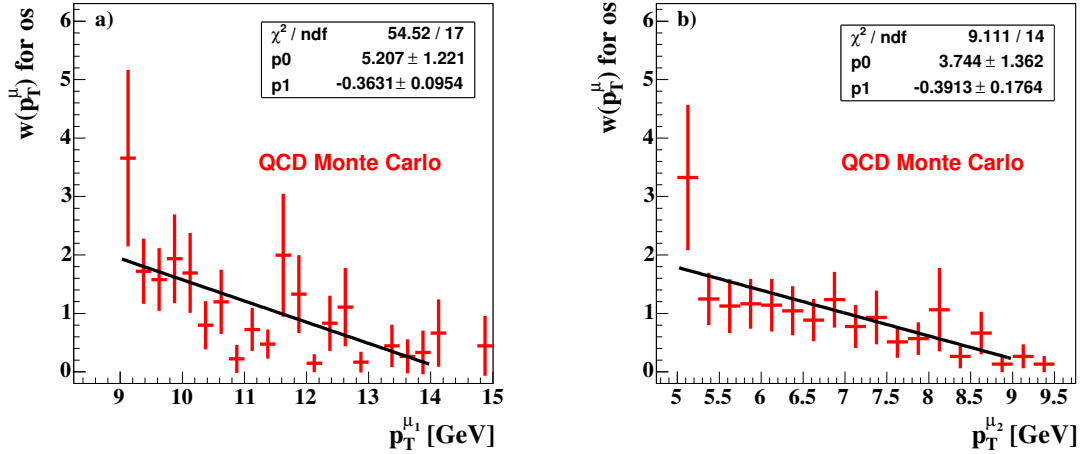 a)
w(p_T^μ) for os
χ² / ndf 54.52 / 17
p0 5.207 ± 1.221
p1 -0.3631 ± 0.0954
QCD Monte Carlo
6
5
4
3
2
1
0
9 10 11 12 13 14 15
p_T^μ₁ [GeV]
b)
w(p_T^μ) for os
χ² / ndf 9.111 / 14
p0 3.744 ± 1.362
p1 -0.3913 ± 0.1764
QCD Monte Carlo
6
5
4
3
2
1
0
5 5.5 6 6.5 7 7.5 8 8.5 9 9.5
p_T^μ₂ [GeV]